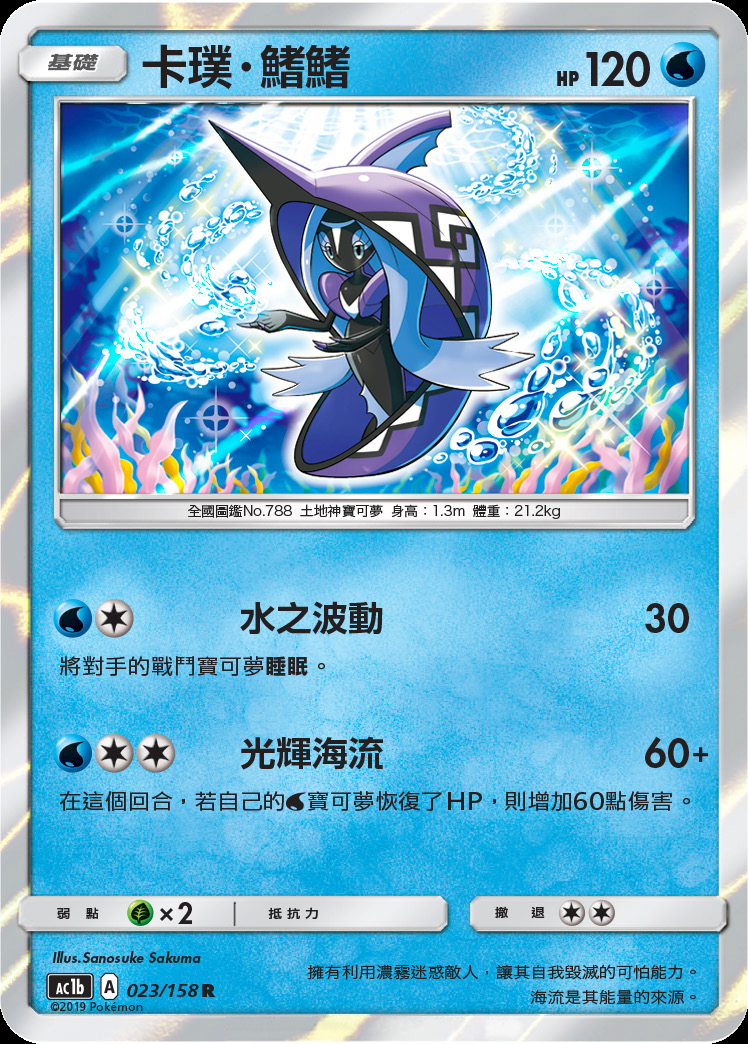 基礎 卡璞・鰭鰭 HP 120
全國圖鑑No.788 土地神寶可夢 身高：1.3m 體重：21.2kg
水之波動 30
將對手的戰鬥寶可夢睡眠。
光輝海流 60+
在這個回合，若自己的寶可夢恢復了HP，則增加60點傷害。
弱點 ×2 抵抗力 撤退
Illus.Sanosuke Sakuma
擁有利用濃霧迷惑敵人，讓其自我毀滅的可怕能力。
海流是其能量的來源。
AC1b A 023/158 R
©2019 Pokémon